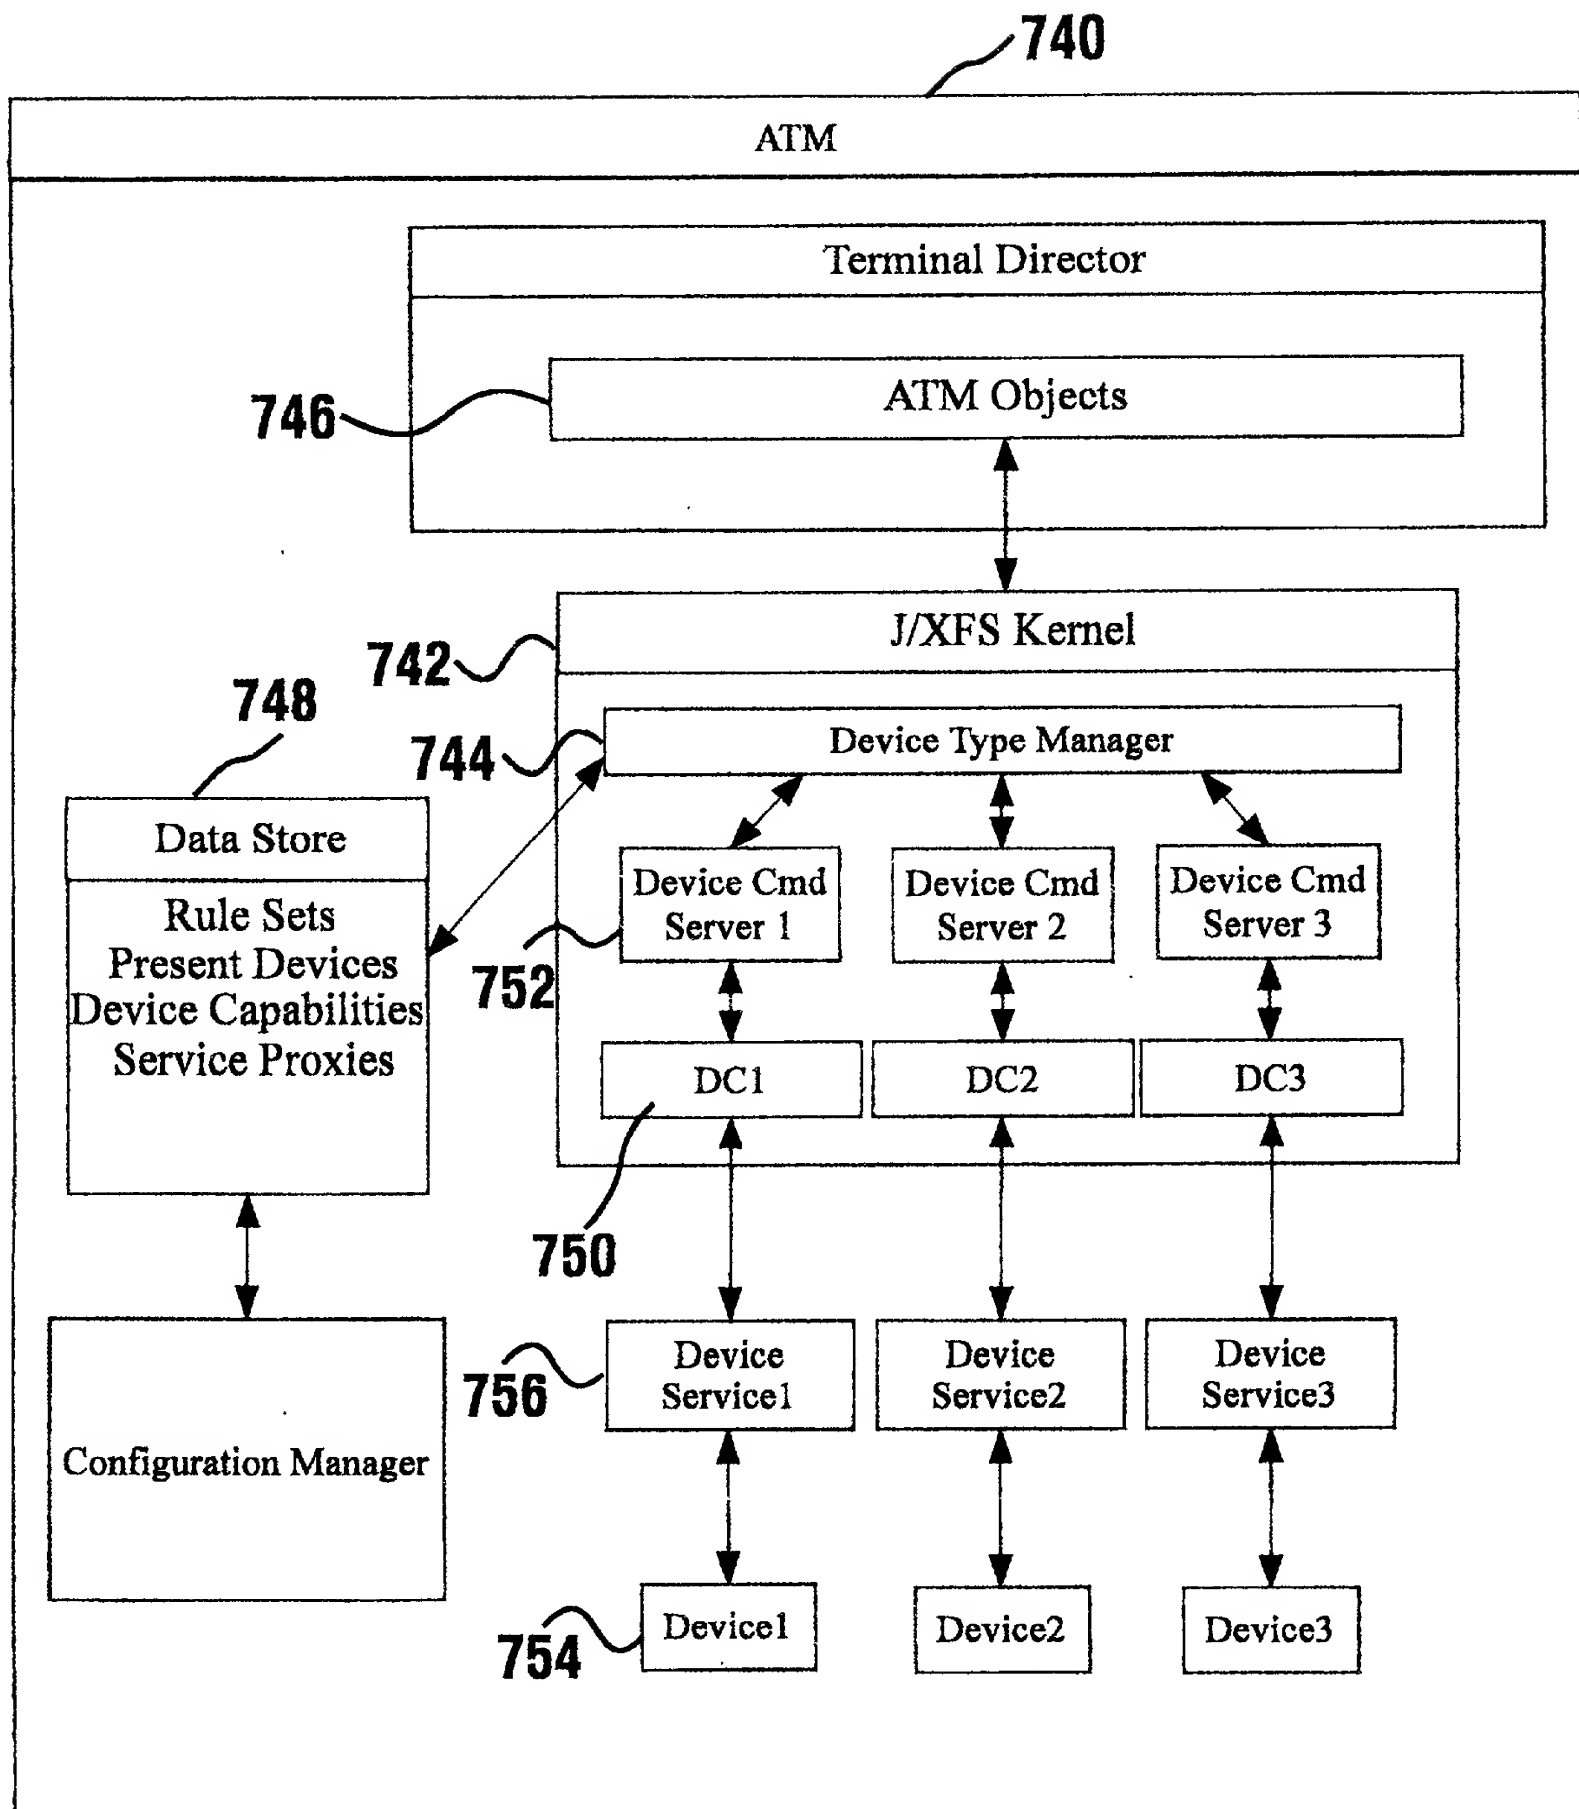 740
ATM
Terminal Director
746
ATM Objects
742
J/XFS Kernel
748
744
Device Type Manager
Data Store
Rule Sets
Present Devices
Device Capabilities
Service Proxies
752
Device Cmd
Server 1
Device Cmd
Server 2
Device Cmd
Server 3
DC1
DC2
DC3
750
756
Device
Service1
Device
Service2
Device
Service3
Configuration Manager
754
Device1
Device2
Device3